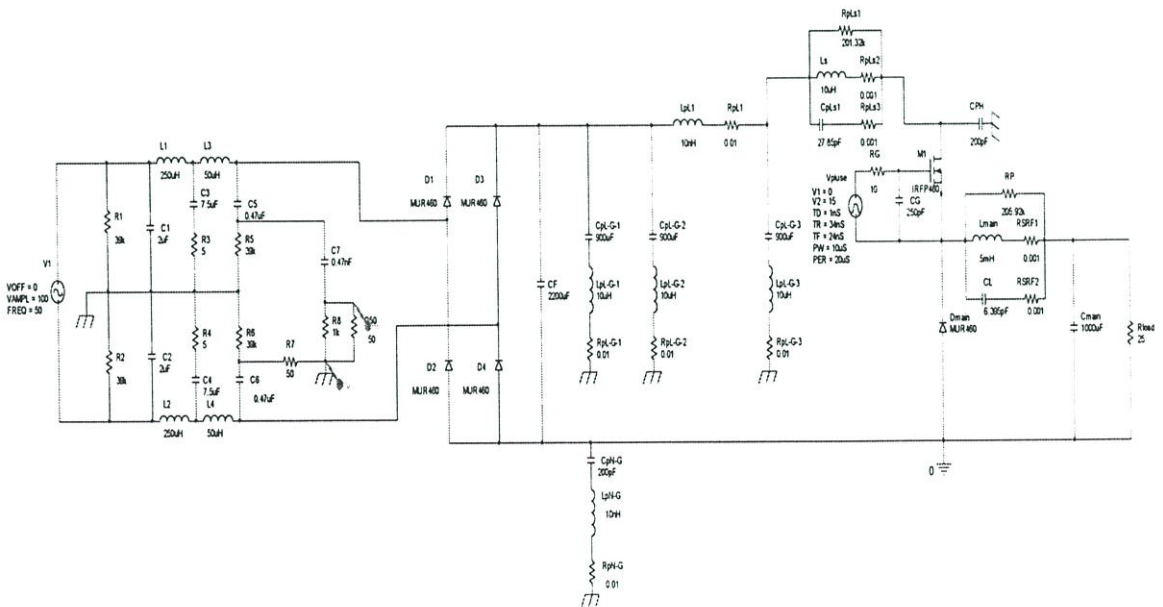 RpLs1
201.32k
Ls
RpLs2
10uH
0.001
CpLs1
RpLs3
27.85pF
0.001
LpL1
RpL1
10nH
0.01
CPH
200pF
M1
IRFP460
RG
10
CG
250pF
Vpluse
V1 = 0
V2 = 15
TD = 1nS
TR = 34nS
TF = 24nS
PW = 10uS
PER = 20uS
RP
205.92k
Lmain
RSRF1
5mH
0.001
CL
RSRF2
6.395pF
0.001
L1
L3
250uH
50uH
C3
7.5uF
C5
0.47uF
R1
39k
C1
2uF
R3
5
R5
39k
C7
0.47nF
V1
VOFF = 0
VAMPL = 100
FREQ = 50
R2
39k
C2
2uF
R4
5
R6
39k
R7
50
R8
1k
50
C4
7.5uF
C6
0.47uF
L2
L4
250uH
50uH
D1
MUR460
D3
MUR460
D2
MUR460
D4
MUR460
CF
2200uF
CpL-G-1
900uF
LpL-G-1
10uH
RpL-G-1
0.01
CpL-G-2
900uF
LpL-G-2
10uH
RpL-G-2
0.01
CpL-G-3
900uF
LpL-G-3
10uH
RpL-G-3
0.01
Dmain
MUR460
Cmain
1000uF
Rload
25
0
CpN-G
200pF
LpN-G
10nH
RpN-G
0.01